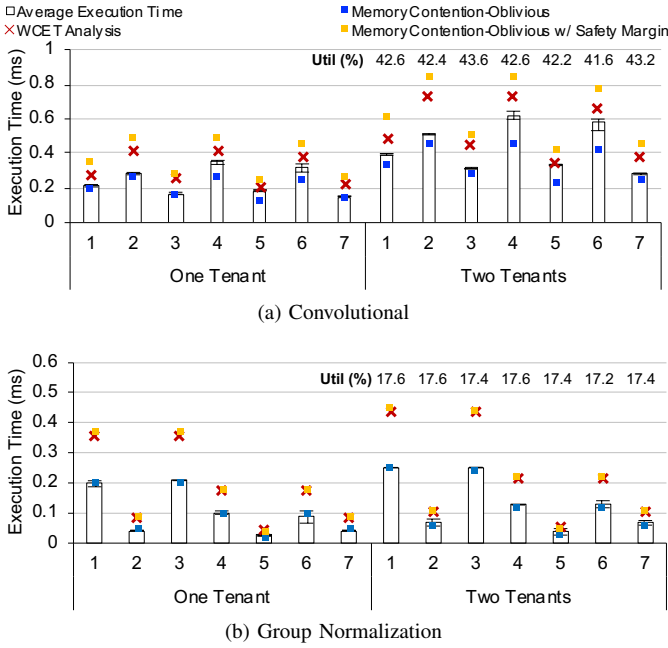 Average Execution Time Memory Contention-Oblivious
WCET Analysis Memory Contention-Oblivious w/ Safety Margin
Execution Time (ms)
1
0.8
0.6
0.4
0.2
0
Util (%) 42.6 42.4 43.6 42.6 42.2 41.6 43.2
1 2 3 4 5 6 7 1 2 3 4 5 6 7
One Tenant Two Tenants
(a) Convolutional
Execution Time (ms)
0.6
0.5
0.4
0.3
0.2
0.1
0
Util (%) 17.6 17.6 17.4 17.6 17.4 17.2 17.4
1 2 3 4 5 6 7 1 2 3 4 5 6 7
One Tenant Two Tenants
(b) Group Normalization